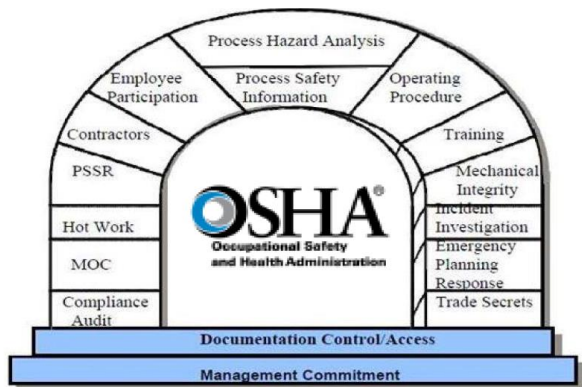 Process Hazard Analysis
Process Safety
Information
Employee
Participation
Operating
Procedure
Contractors
Training
PSSR
Mechanical
Integrity
Hot Work
Incident
Investigation
MOC
Emergency
Planning
Response
Compliance
Audit
Trade Secrets
OSHA®
Occupational Safety
and Health Administration
Documentation Control/Access
Management Commitment